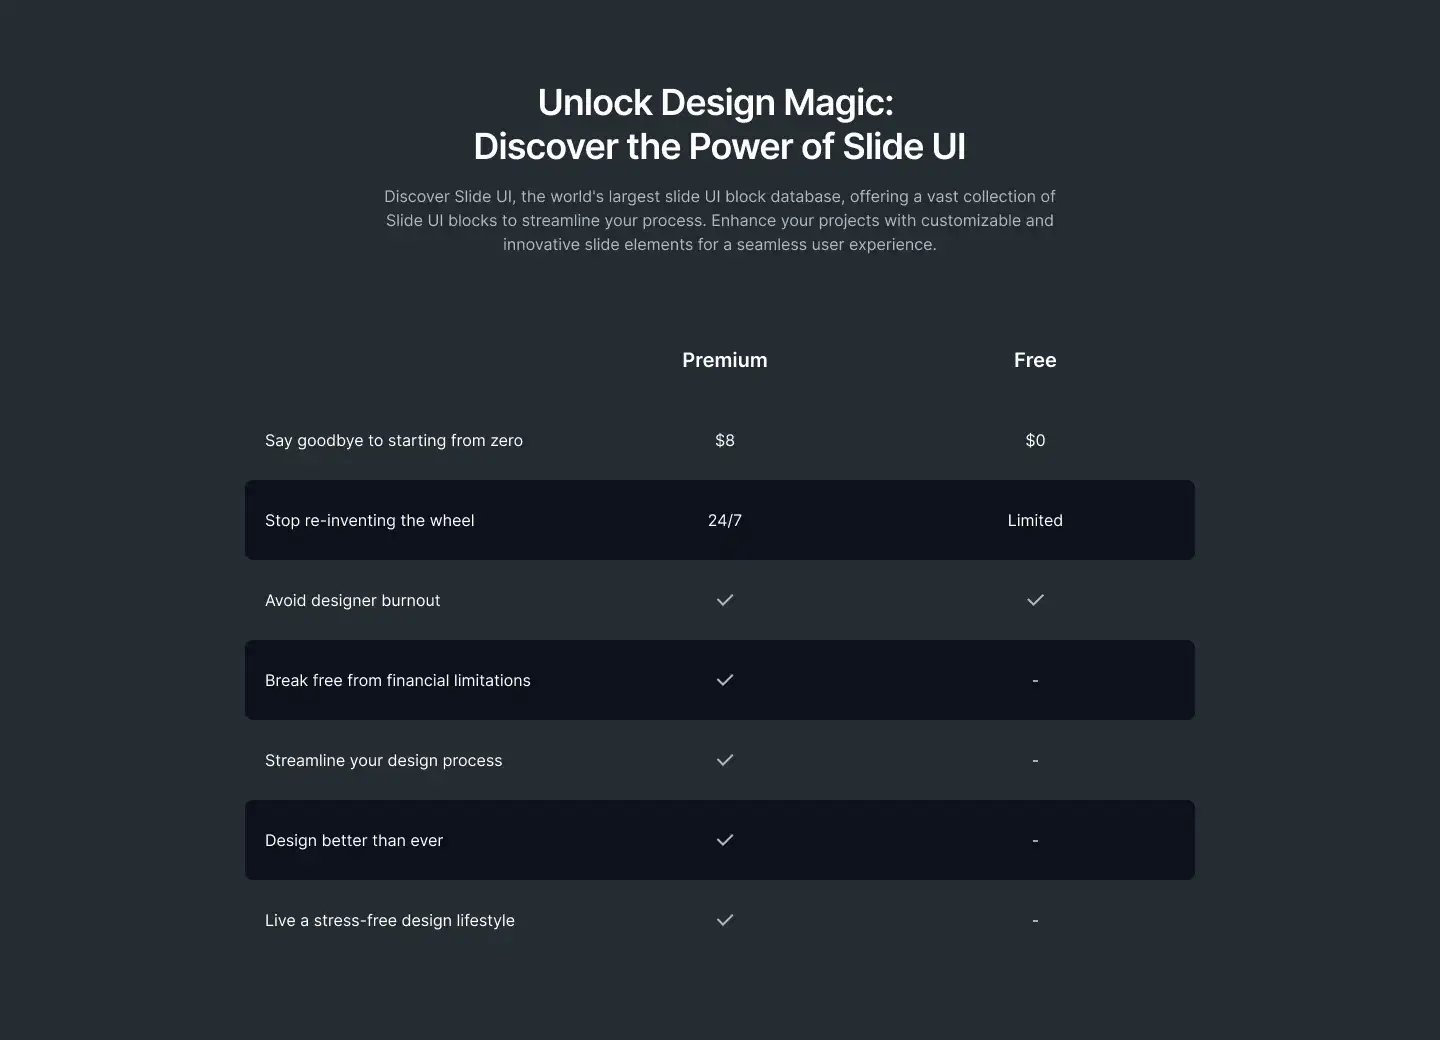 Unlock Design Magic:
Discover the Power of Slide UI
Discover Slide UI, the world's largest slide UI block database, offering a vast collection of
Slide UI blocks to streamline your process. Enhance your projects with customizable and
innovative slide elements for a seamless user experience.
Premium Free
Say goodbye to starting from zero $8 $0
Stop re-inventing the wheel 24/7 Limited
Avoid designer burnout ✓ ✓
Break free from financial limitations ✓ -
Streamline your design process ✓ -
Design better than ever ✓ -
Live a stress-free design lifestyle ✓ -